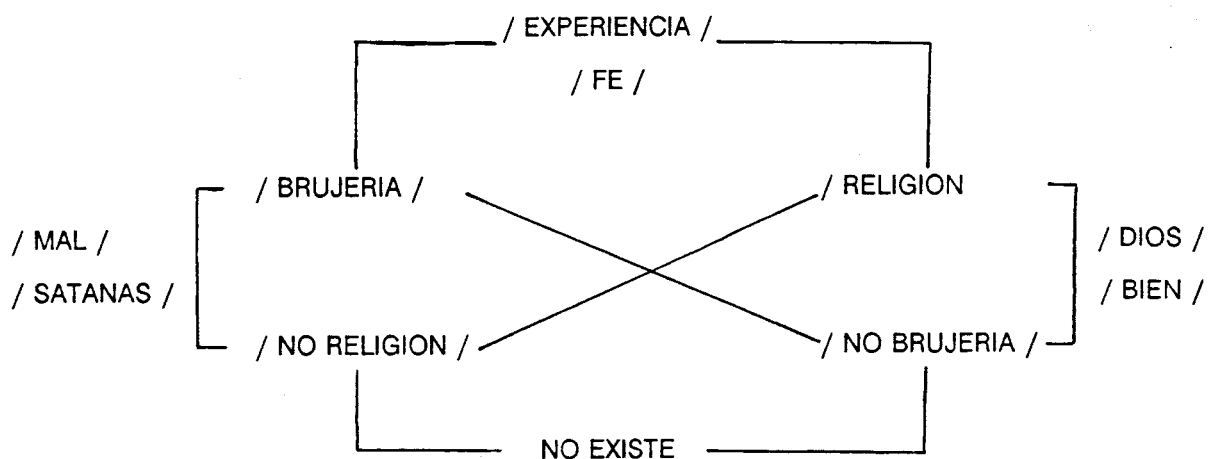 / EXPERIENCIA /
/ FE /
/ BRUJERIA /
/ RELIGION
/ MAL /
/ SATANAS /
/ DIOS /
/ BIEN /
/ NO RELIGION /
/ NO BRUJERIA /
NO EXISTE